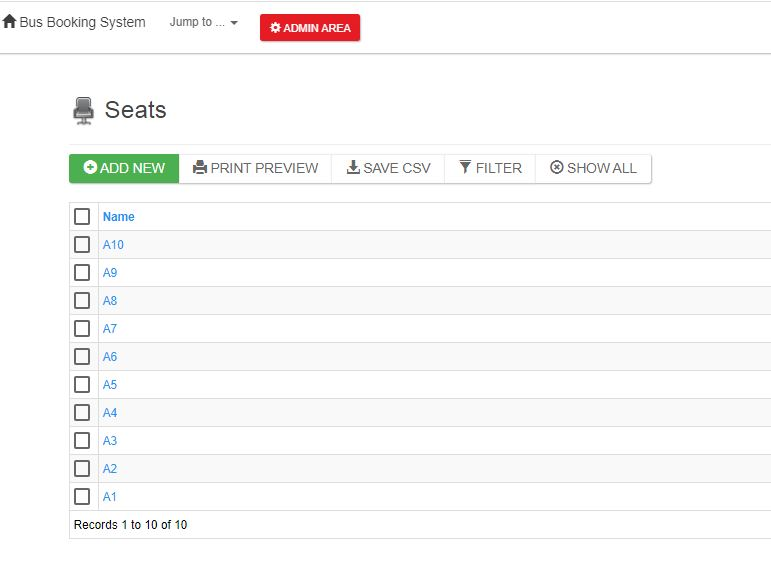 Bus Booking System Jump to ... ADMIN AREA
Seats
ADD NEW PRINT PREVIEW SAVE CSV FILTER SHOW ALL
Name
A10
A9
A8
A7
A6
A5
A4
A3
A2
A1
Records 1 to 10 of 10